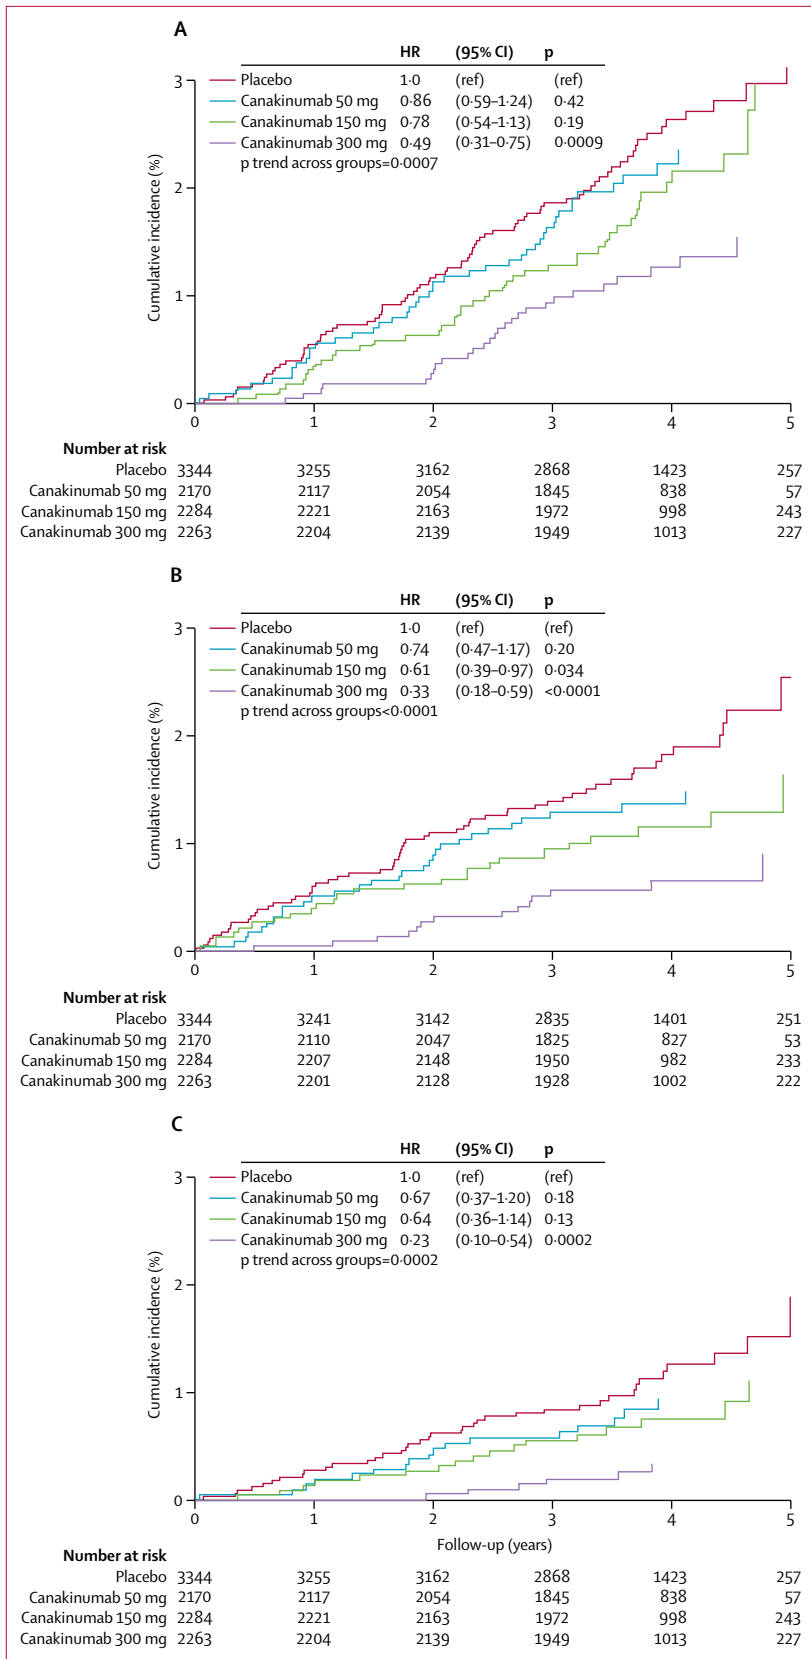 A
HR (95% CI) p
Placebo 1·0 (ref) (ref)
Canakinumab 50 mg 0·86 (0·59–1·24) 0·42
Canakinumab 150 mg 0·78 (0·54–1·13) 0·19
Canakinumab 300 mg 0·49 (0·31–0·75) 0·0009
p trend across groups=0·0007
Cumulative incidence (%)
3
2
1
0
0 1 2 3 4 5
Number at risk
Placebo 3344 3255 3162 2868 1423 257
Canakinumab 50 mg 2170 2117 2054 1845 838 57
Canakinumab 150 mg 2284 2221 2163 1972 998 243
Canakinumab 300 mg 2263 2204 2139 1949 1013 227
B
HR (95% CI) p
Placebo 1·0 (ref) (ref)
Canakinumab 50 mg 0·74 (0·47–1·17) 0·20
Canakinumab 150 mg 0·61 (0·39–0·97) 0·034
Canakinumab 300 mg 0·33 (0·18–0·59) <0·0001
p trend across groups<0·0001
Cumulative incidence (%)
3
2
1
0
0 1 2 3 4 5
Number at risk
Placebo 3344 3241 3142 2835 1401 251
Canakinumab 50 mg 2170 2110 2047 1825 827 53
Canakinumab 150 mg 2284 2207 2148 1950 982 233
Canakinumab 300 mg 2263 2201 2128 1928 1002 222
C
HR (95% CI) p
Placebo 1·0 (ref) (ref)
Canakinumab 50 mg 0·67 (0·37–1·20) 0·18
Canakinumab 150 mg 0·64 (0·36–1·14) 0·13
Canakinumab 300 mg 0·23 (0·10–0·54) 0·0002
p trend across groups=0·0002
Cumulative incidence (%)
3
2
1
0
0 1 2 3 4 5
Follow-up (years)
Number at risk
Placebo 3344 3255 3162 2868 1423 257
Canakinumab 50 mg 2170 2117 2054 1845 838 57
Canakinumab 150 mg 2284 2221 2163 1972 998 243
Canakinumab 300 mg 2263 2204 2139 1949 1013 227